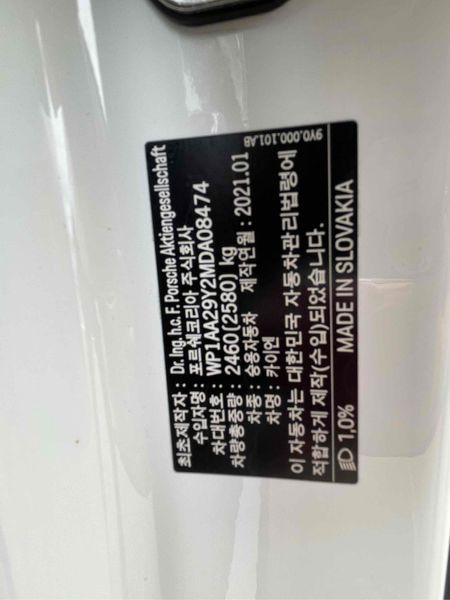 최초제작자 : Dr. Ing. h.c. F. Porsche Aktiengesellschaft
수입자명 : 포르쉐코리아 주식회사
차대번호 : WP1AA29Y2MDA08474
차량총중량 : 2460(2580) kg
차종 : 승용자동차 제작연월 : 2021.01
차명 : 카이엔
이 자동차는 대한민국 자동차관리법령에
적합하게 제작(수입)되었습니다.
1,0% MADE IN SLOVAKIA
9Y0.000.101.AB